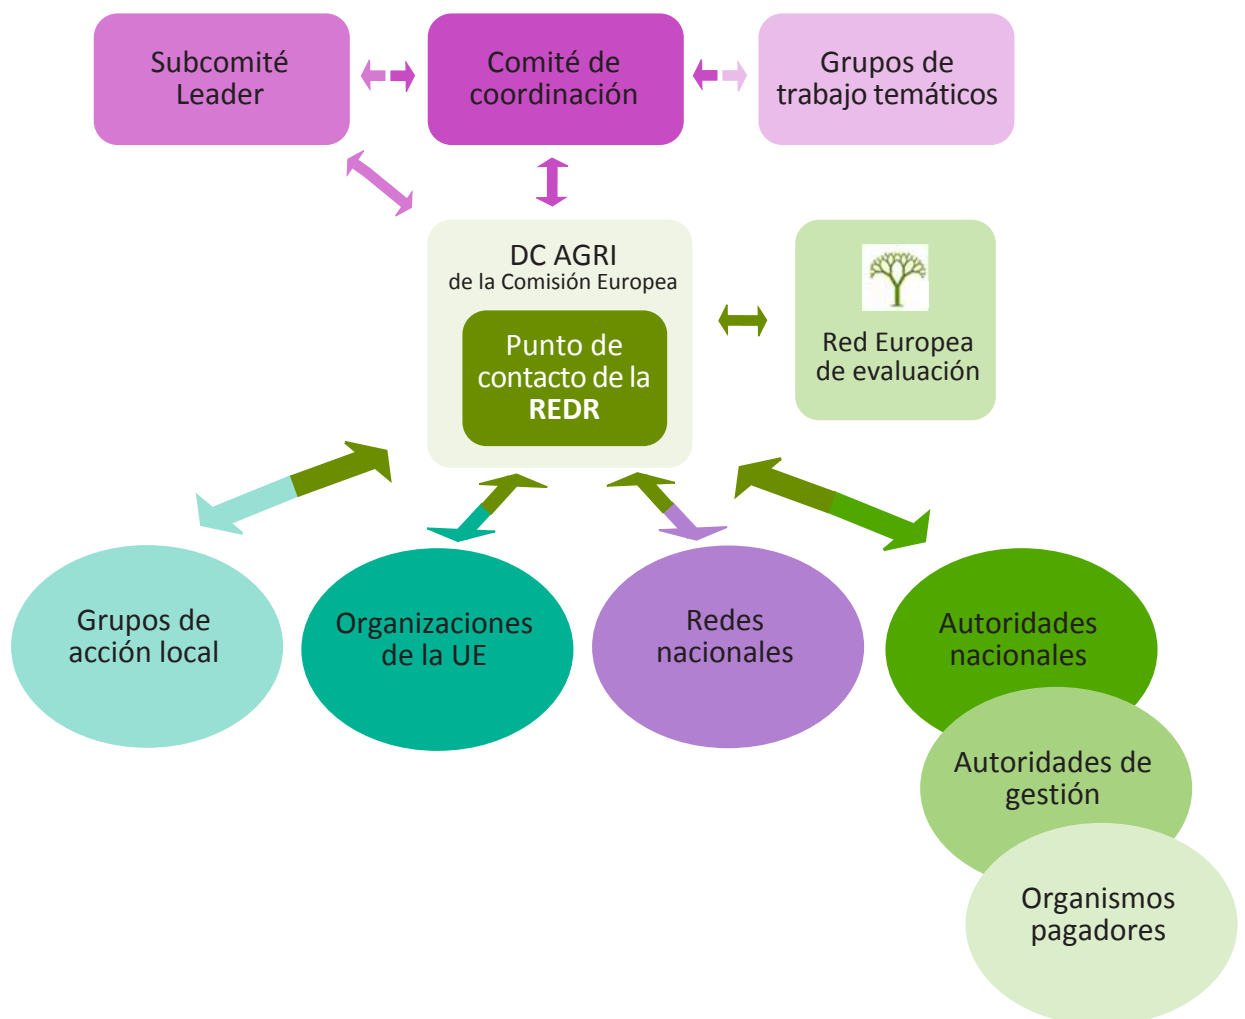 Subcomité
Leader
Comité de
coordinación
Grupos de
trabajo temáticos
DC AGRI
de la Comisión Europea
Punto de
contacto de la
REDR
Red Europea
de evaluación
Grupos de
acción local
Organizaciones
de la UE
Redes
nacionales
Autoridades
nacionales
Autoridades de
gestión
Organismos
pagadores